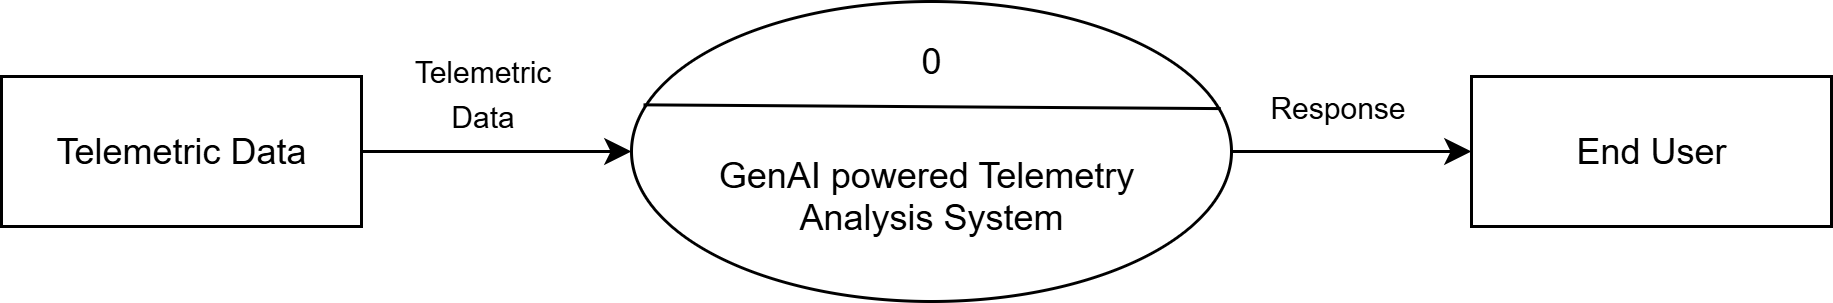 Telemetric Data
Telemetric
Data
0
GenAI powered Telemetry
Analysis System
Response
End User